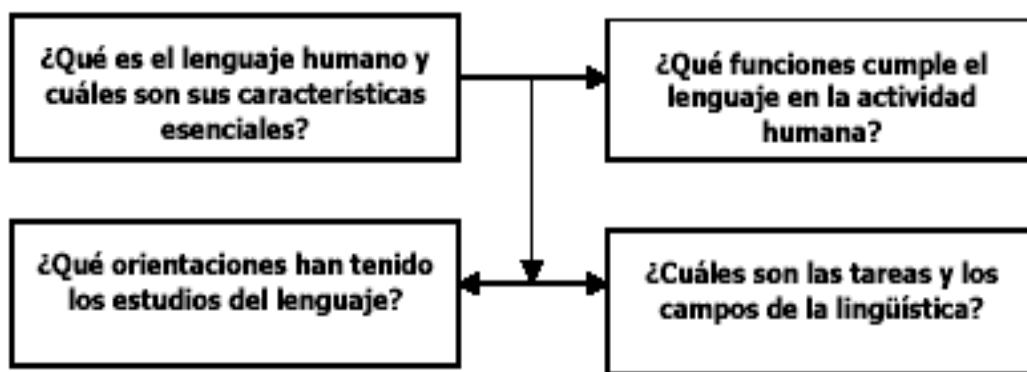 ¿Qué es el lenguaje humano y
cuáles son sus características
esenciales?
¿Qué funciones cumple el
lenguaje en la actividad
humana?
¿Qué orientaciones han tenido
los estudios del lenguaje?
¿Cuáles son las tareas y los
campos de la lingüística?